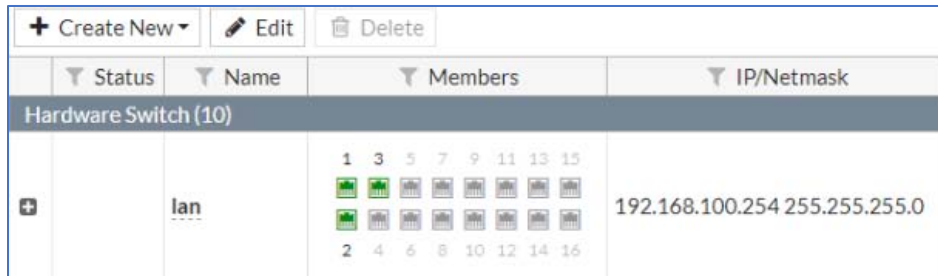 + Create New Edit Delete
Status Name Members IP/Netmask
Hardware Switch (10)
1 3 5 7 9 11 13 15
lan 192.168.100.254 255.255.255.0
2 4 6 8 10 12 14 16